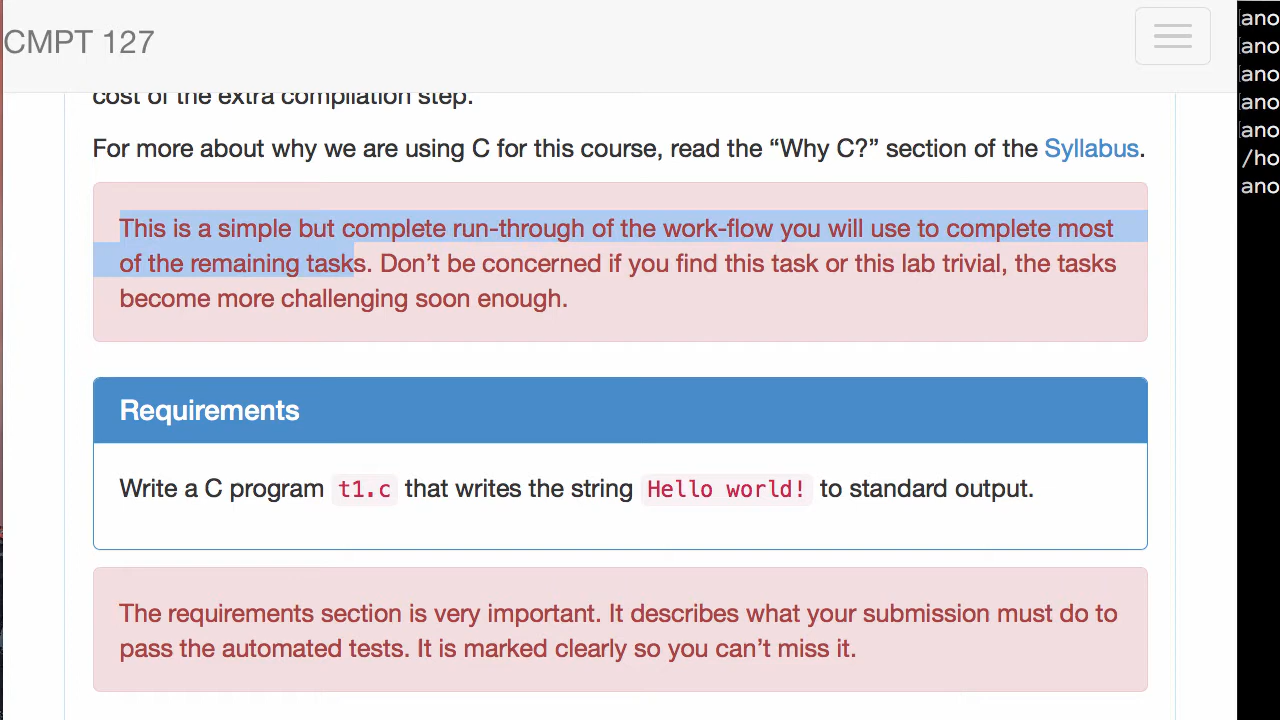 CMPT 127
cost of the extra compilation step.
For more about why we are using C for this course, read the “Why C?” section of the Syllabus.
This is a simple but complete run-through of the work-flow you will use to complete most
of the remaining tasks. Don’t be concerned if you find this task or this lab trivial, the tasks
become more challenging soon enough.
Requirements
Write a C program t1.c that writes the string Hello world! to standard output.
The requirements section is very important. It describes what your submission must do to
pass the automated tests. It is marked clearly so you can’t miss it.
ano
ano
ano
ano
ano
/ho
ano